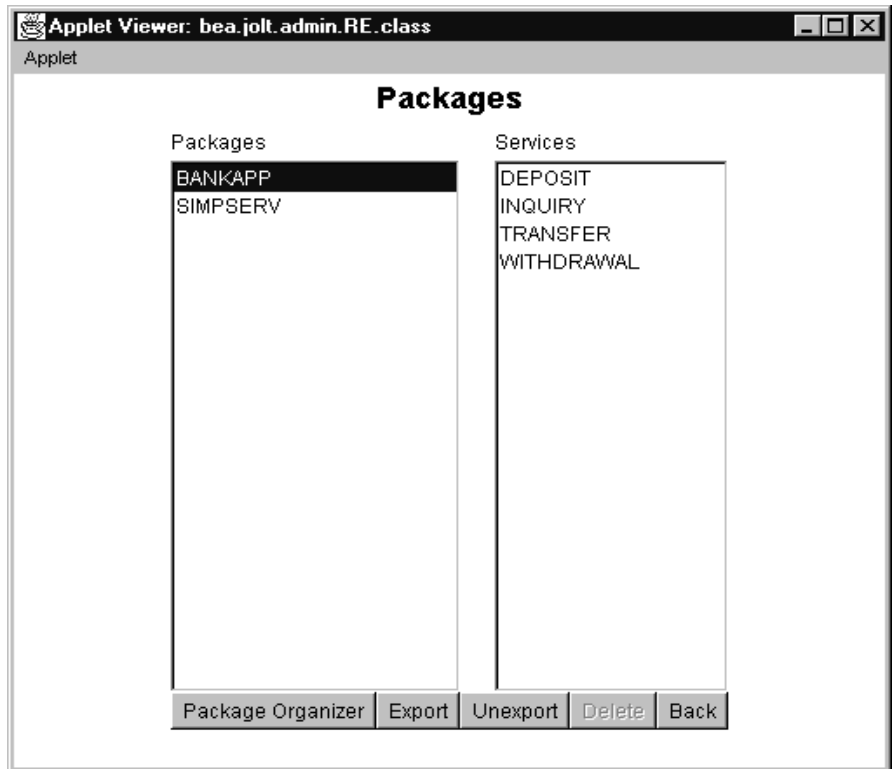 Applet Viewer: bea.jolt.admin.RE.class
Applet
Packages
Packages
Services
BANKAPP
SIMPSERV
DEPOSIT
INQUIRY
TRANSFER
WITHDRAWAL
Package Organizer Export Unexport Delete Back